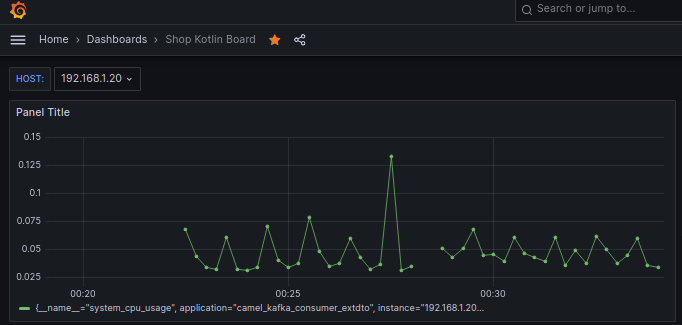 Search or jump to...
Home › Dashboards › Shop Kotlin Board
HOST: 192.168.1.20
Panel Title
0.15
0.125
0.1
0.075
0.05
0.025
00:20 00:25 00:30
{__name__="system_cpu_usage", application="camel_kafka_consumer_extdto", instance="192.168.1.20...